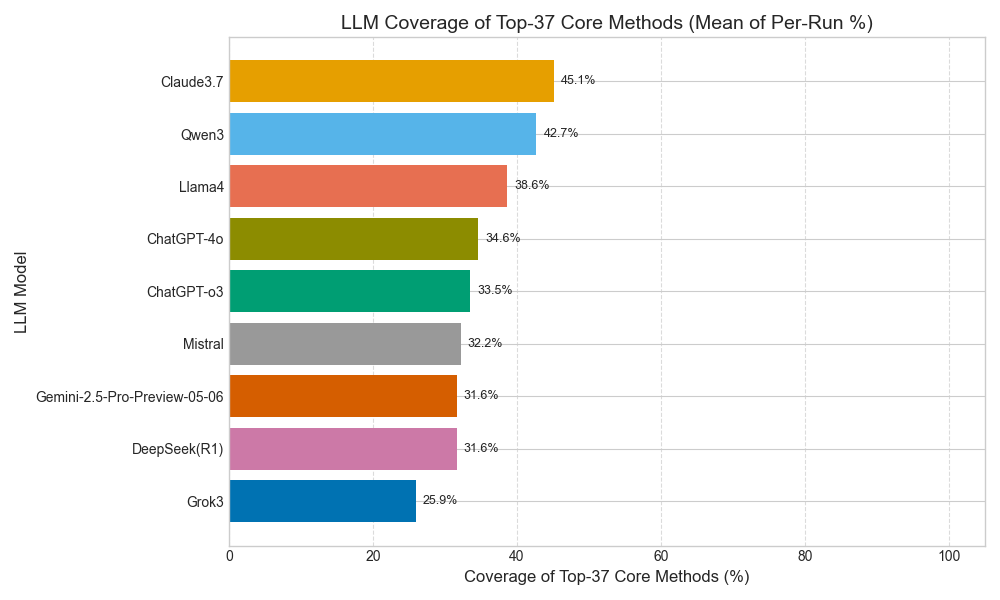 LLM Coverage of Top-37 Core Methods (Mean of Per-Run %)
LLM Model
Claude3.7 45.1%
Qwen3 42.7%
Llama4 38.6%
ChatGPT-4o 34.6%
ChatGPT-o3 33.5%
Mistral 32.2%
Gemini-2.5-Pro-Preview-05-06 31.6%
DeepSeek(R1) 31.6%
Grok3 25.9%
0 20 40 60 80 100
Coverage of Top-37 Core Methods (%)